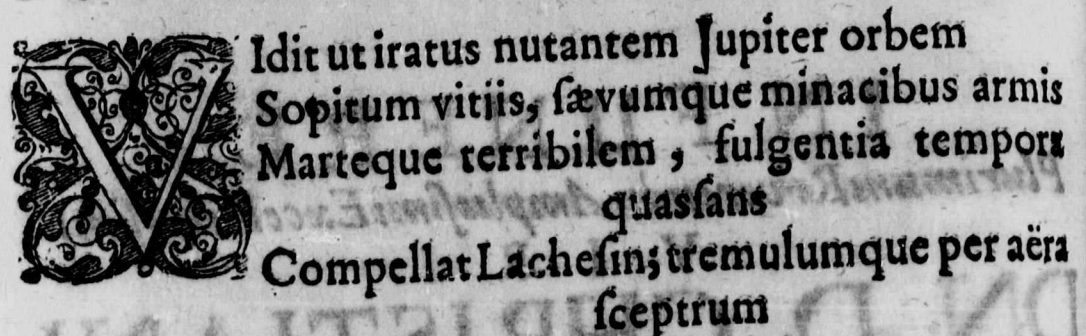 VIdit ut iratus nutantem Jupiter orbem
Sopitum vitiis, ſævumque minacibus armis
Marteque terribilem, fulgentia tempora
quasſans
Compellat Lacheſin; tremulumque per aëra
ſceptrum